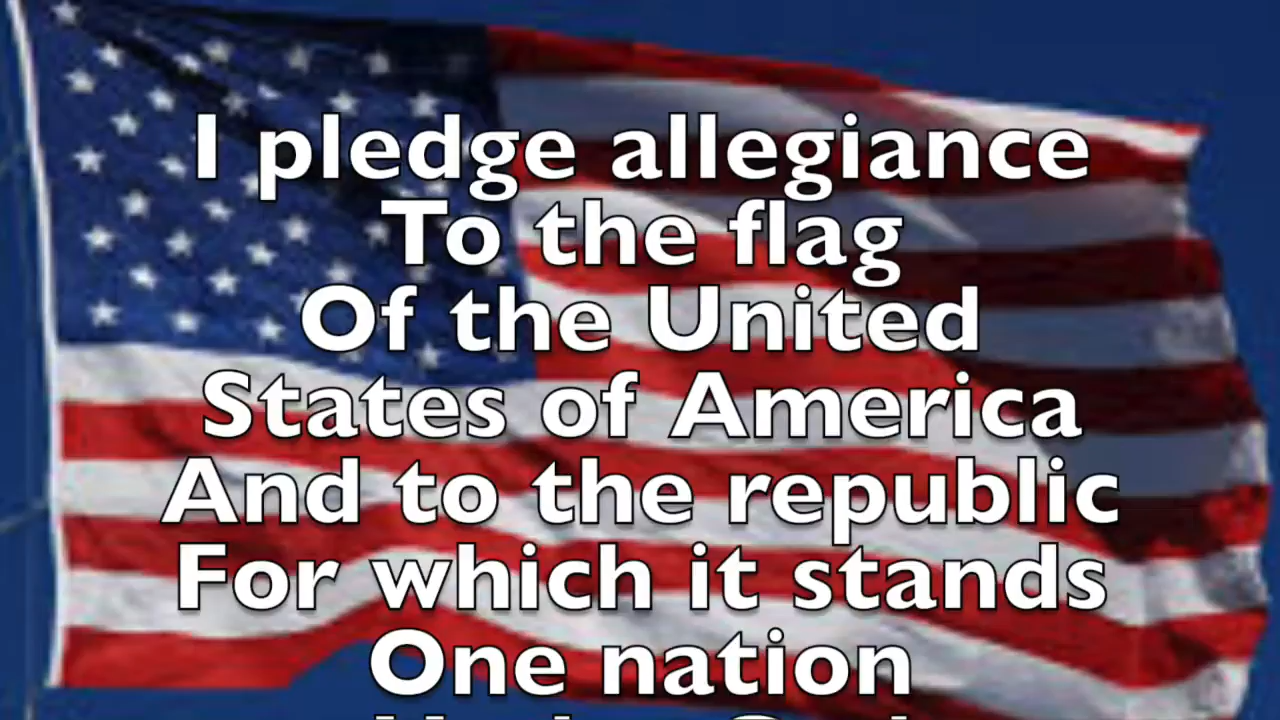 I pledge allegiance
To the flag
Of the United
States of America
And to the republic
For which it stands
One nation